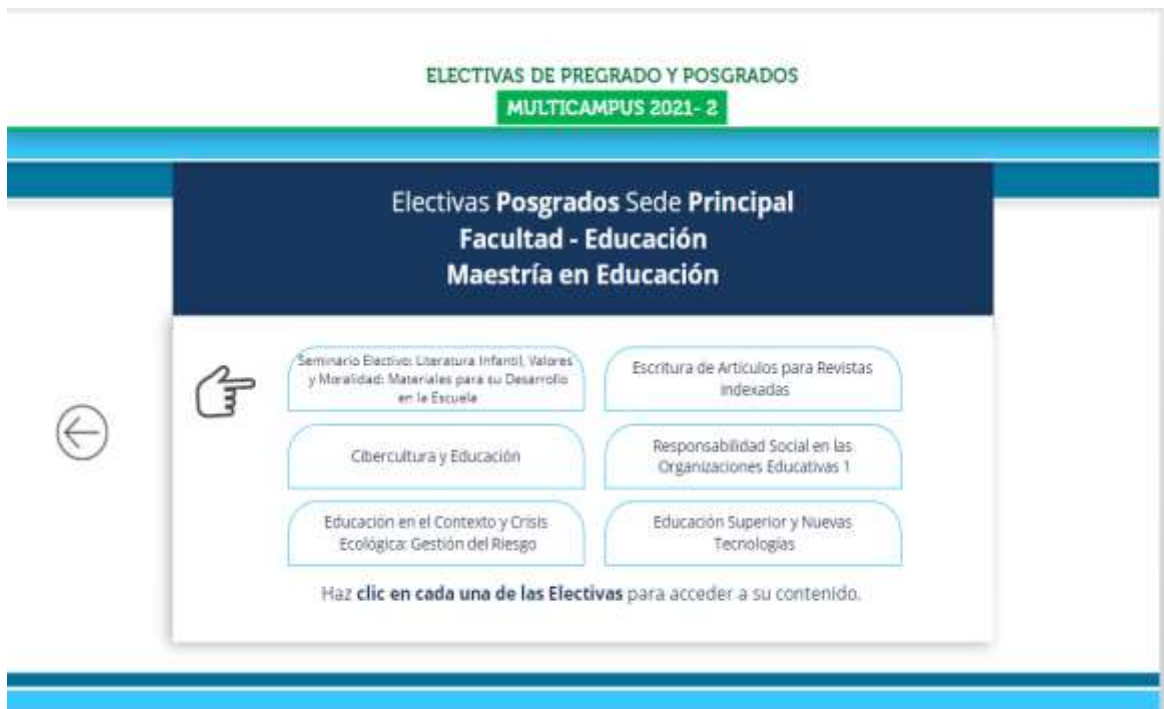 ELECTIVAS DE PREGRADO Y POSGRADOS
MULTICAMPUS 2021- 2
Electivas Posgrados Sede Principal
Facultad - Educación
Maestría en Educación
Seminario Electivo: Literatura Infantil, Valores
y Moralidad: Materiales para su Desarrollo
en la Escuela
Escritura de Artículos para Revistas
Indexadas
Cibercultura y Educación
Responsabilidad Social en las
Organizaciones Educativas 1
Educación en el Contexto y Crisis
Ecológica: Gestión del Riesgo
Educación Superior y Nuevas
Tecnologías
Haz clic en cada una de las Electivas para acceder a su contenido.